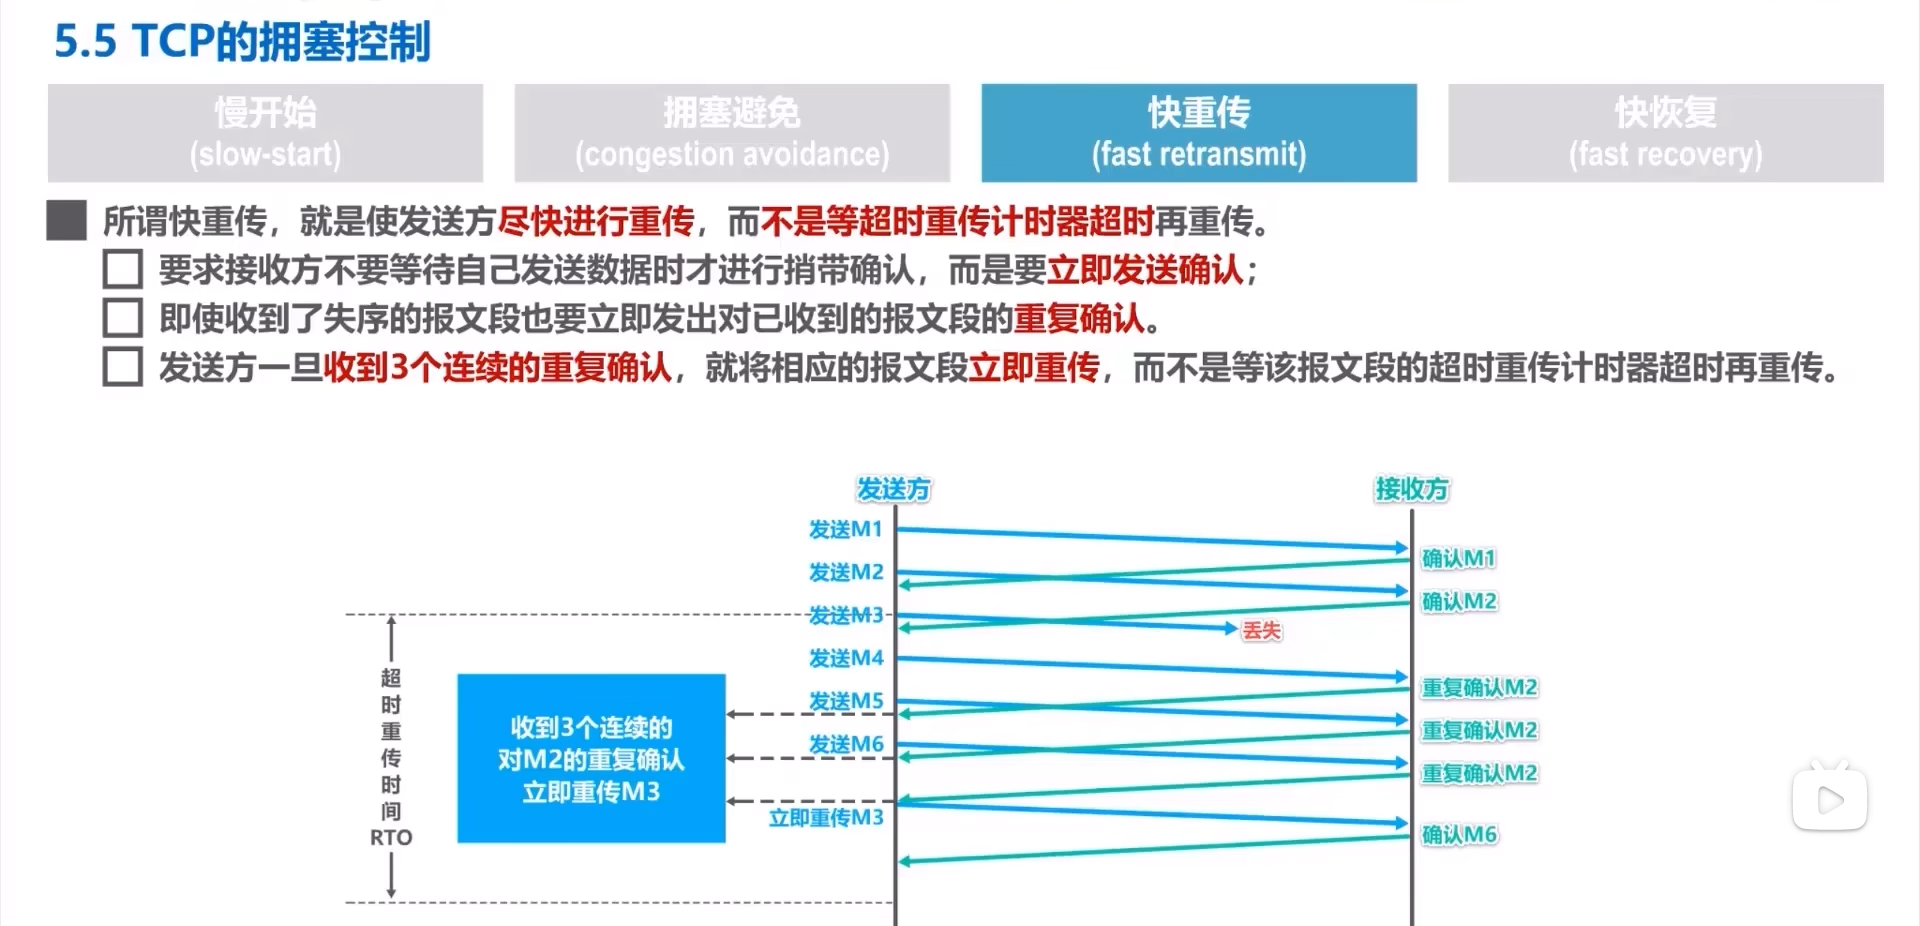 5.5 TCP的拥塞控制
慢开始
(slow-start)
拥塞避免
(congestion avoidance)
快重传
(fast retransmit)
快恢复
(fast recovery)
所谓快重传，就是使发送方尽快进行重传，而不是等超时重传计时器超时再重传。
要求接收方不要等待自己发送数据时才进行捎带确认，而是要立即发送确认；
即使收到了失序的报文段也要立即发出对已收到的报文段的重复确认。
发送方一旦收到3个连续的重复确认，就将相应的报文段立即重传，而不是等该报文段的超时重传计时器超时再重传。
发送方
接收方
发送M1
确认M1
发送M2
确认M2
发送M3
丢失
发送M4
重复确认M2
发送M5
重复确认M2
发送M6
重复确认M2
立即重传M3
确认M6
超
时
重
传
时
间
RTO
收到3个连续的
对M2的重复确认
立即重传M3